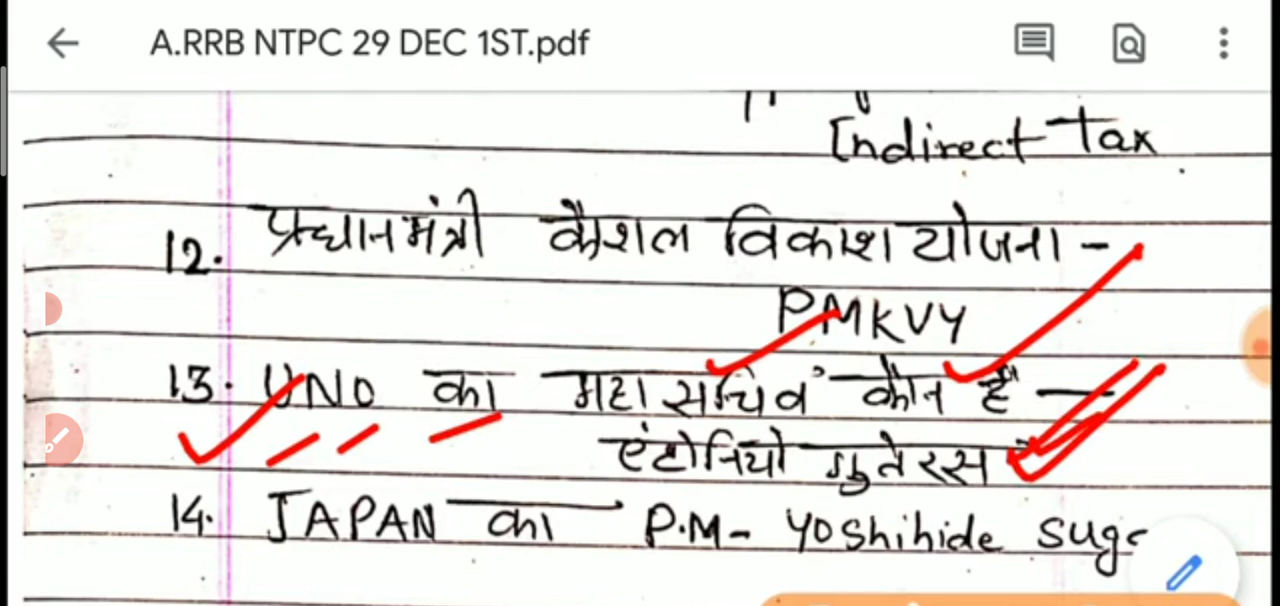 A.RRB NTPC 29 DEC 1ST.pdf
Indirect Tax
12. प्रधानमंत्री कौशल विकाश योजना -
PMKVY
13. UNO का महासचिव कौन है —
एंटोनियो गुतेरस
14. JAPAN का P.M- Yoshihide suga